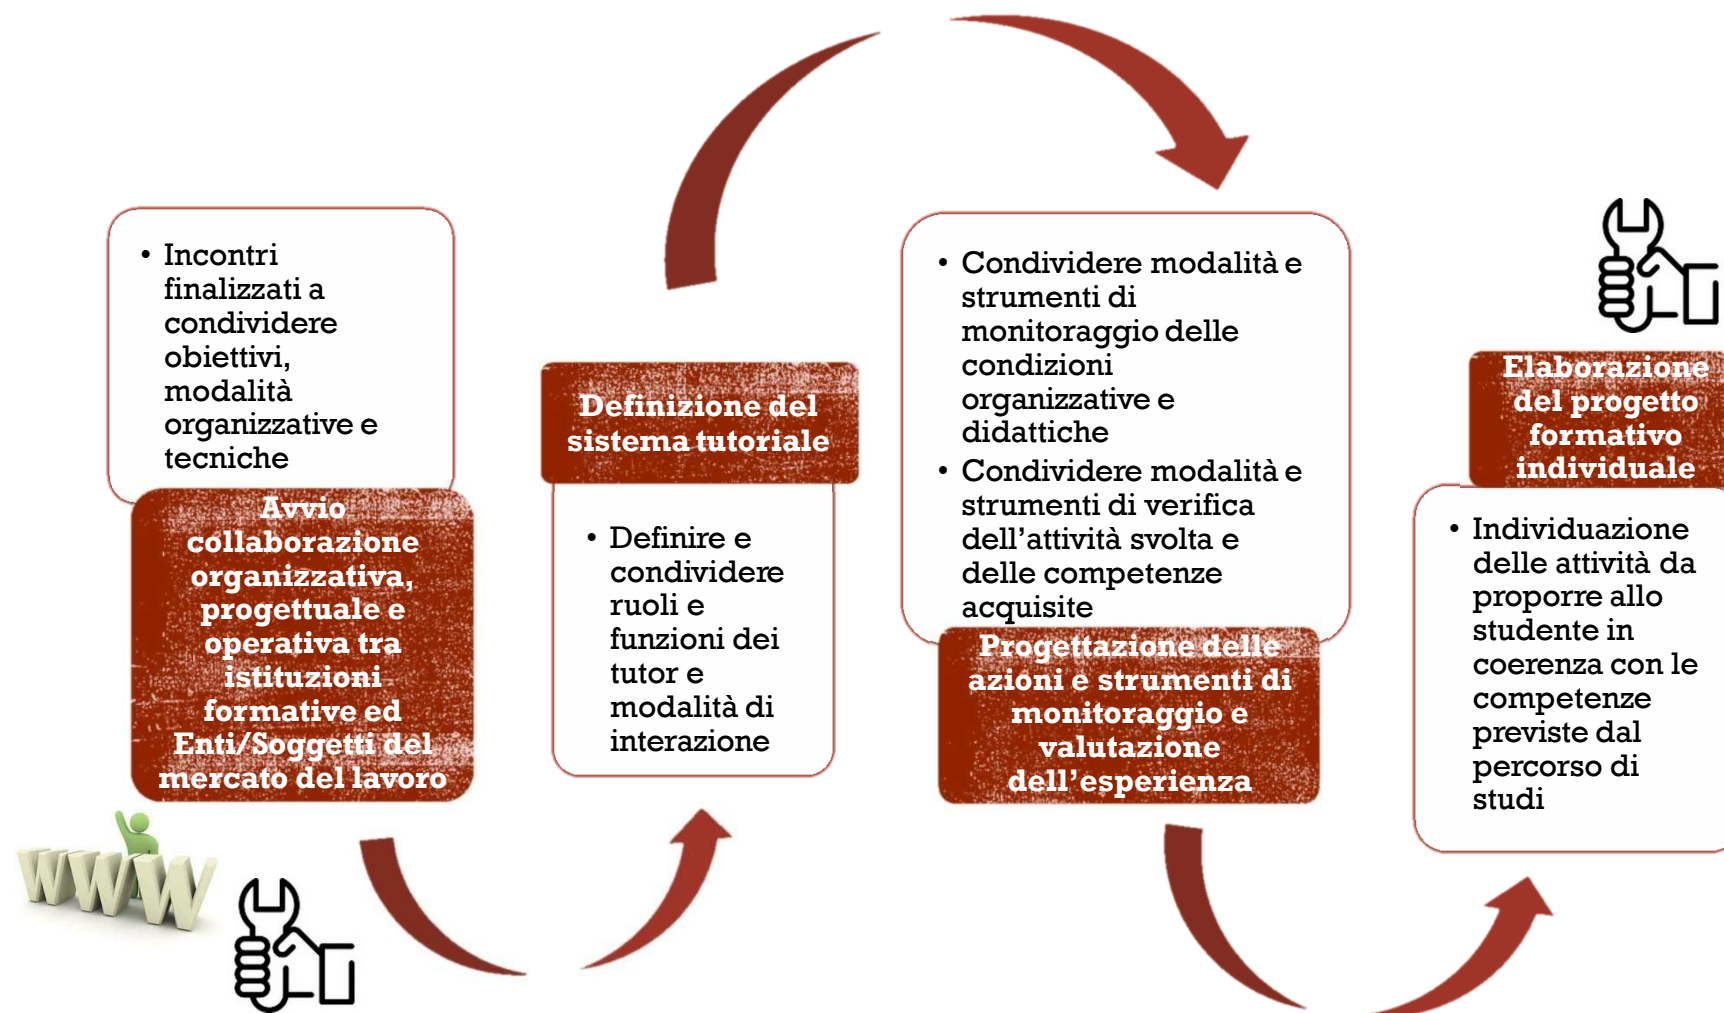 • Incontri
finalizzati a
condividere
obiettivi,
modalità
organizzative e
tecniche
Avvio
collaborazione
organizzativa,
progettuale e
operativa tra
istituzioni
formative ed
Enti/Soggetti del
mercato del lavoro
WWW
Definizione del
sistema tutoriale
• Definire e
condividere
ruoli e
funzioni dei
tutor e
modalità di
interazione
• Condividere modalità e
strumenti di
monitoraggio delle
condizioni
organizzative e
didattiche
• Condividere modalità e
strumenti di verifica
dell’attività svolta e
delle competenze
acquisite
Progettazione delle
azioni e strumenti di
monitoraggio e
valutazione
dell’esperienza
Elaborazione
del progetto
formativo
individuale
• Individuazione
delle attività da
proporre allo
studente in
coerenza con le
competenze
previste dal
percorso di
studi